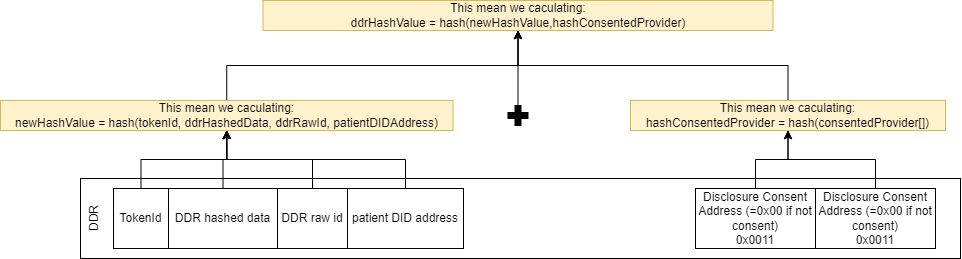 This mean we caculating:
ddrHashValue = hash(newHashValue,hashConsentedProvider)
This mean we caculating:
newHashValue = hash(tokenId, ddrHashedData, ddrRawId, patientDIDAddress)
This mean we caculating:
hashConsentedProvider = hash(consentedProvider[])
DDR
TokenId
DDR hashed data
DDR raw id
patient DID address
Disclosure Consent
Address (=0x00 if not
consent)
0x0011
Disclosure Consent
Address (=0x00 if not
consent)
0x0011